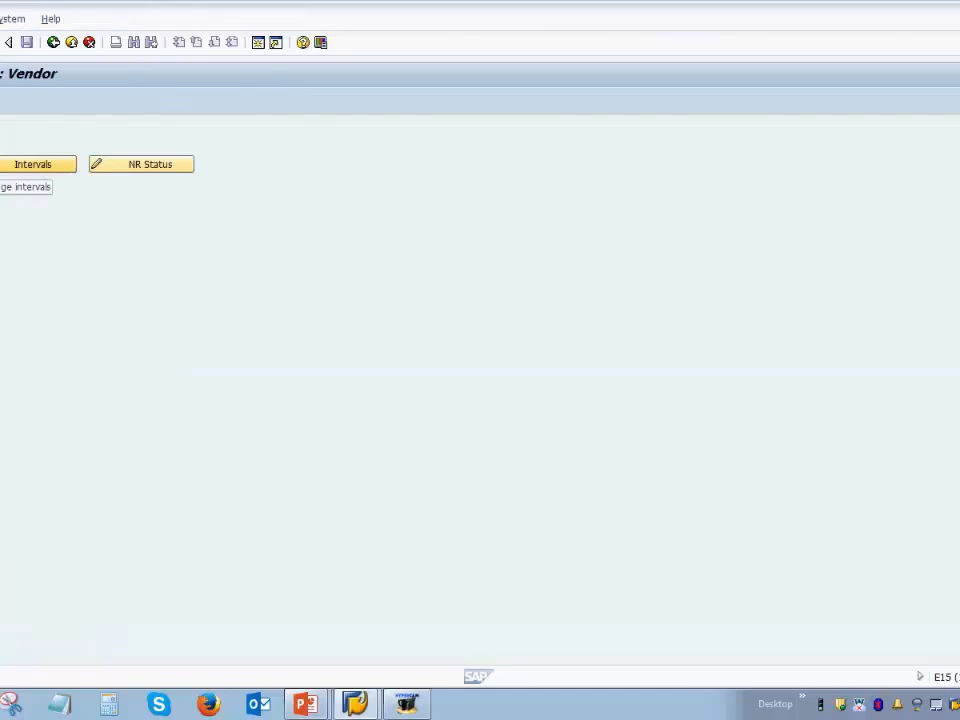 ystem Help
: Vendor
Intervals NR Status
ge intervals
SAP
E15 (
Desktop